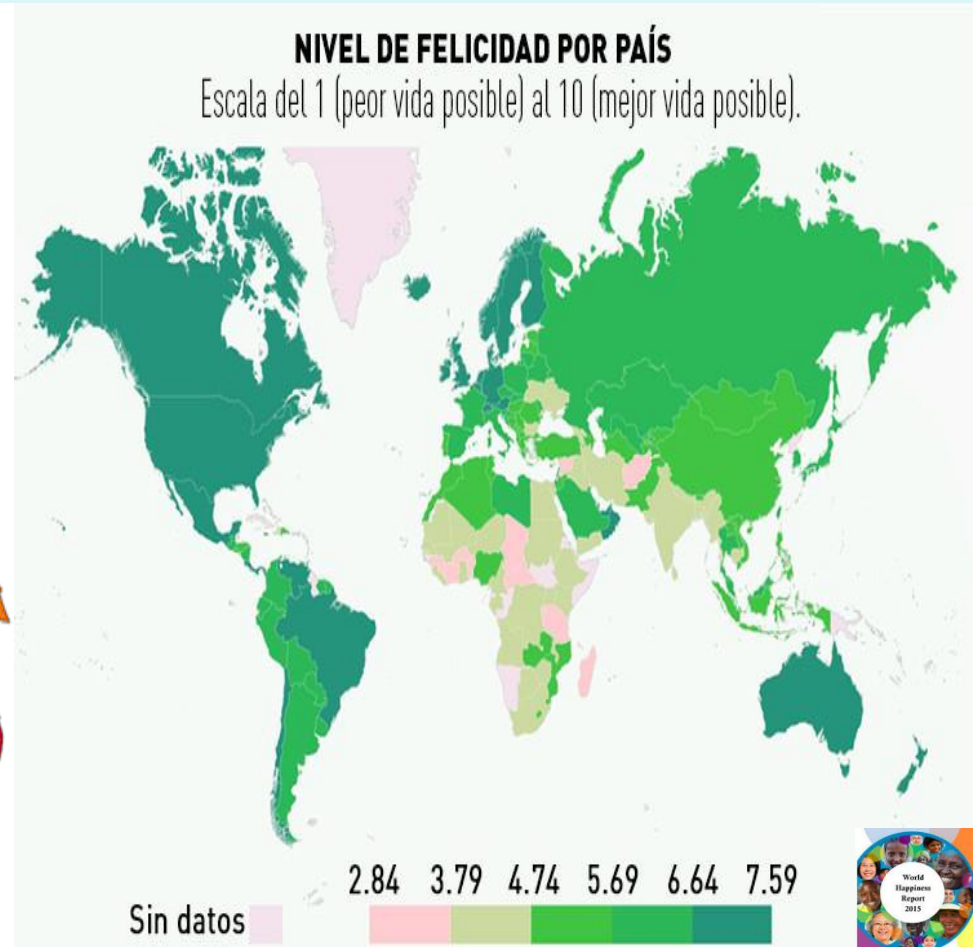 NIVEL DE FELICIDAD POR PAÍS
Escala del 1 (peor vida posible) al 10 (mejor vida posible).
2.84 3.79 4.74 5.69 6.64 7.59
Sin datos
World
Happiness
Report
2015